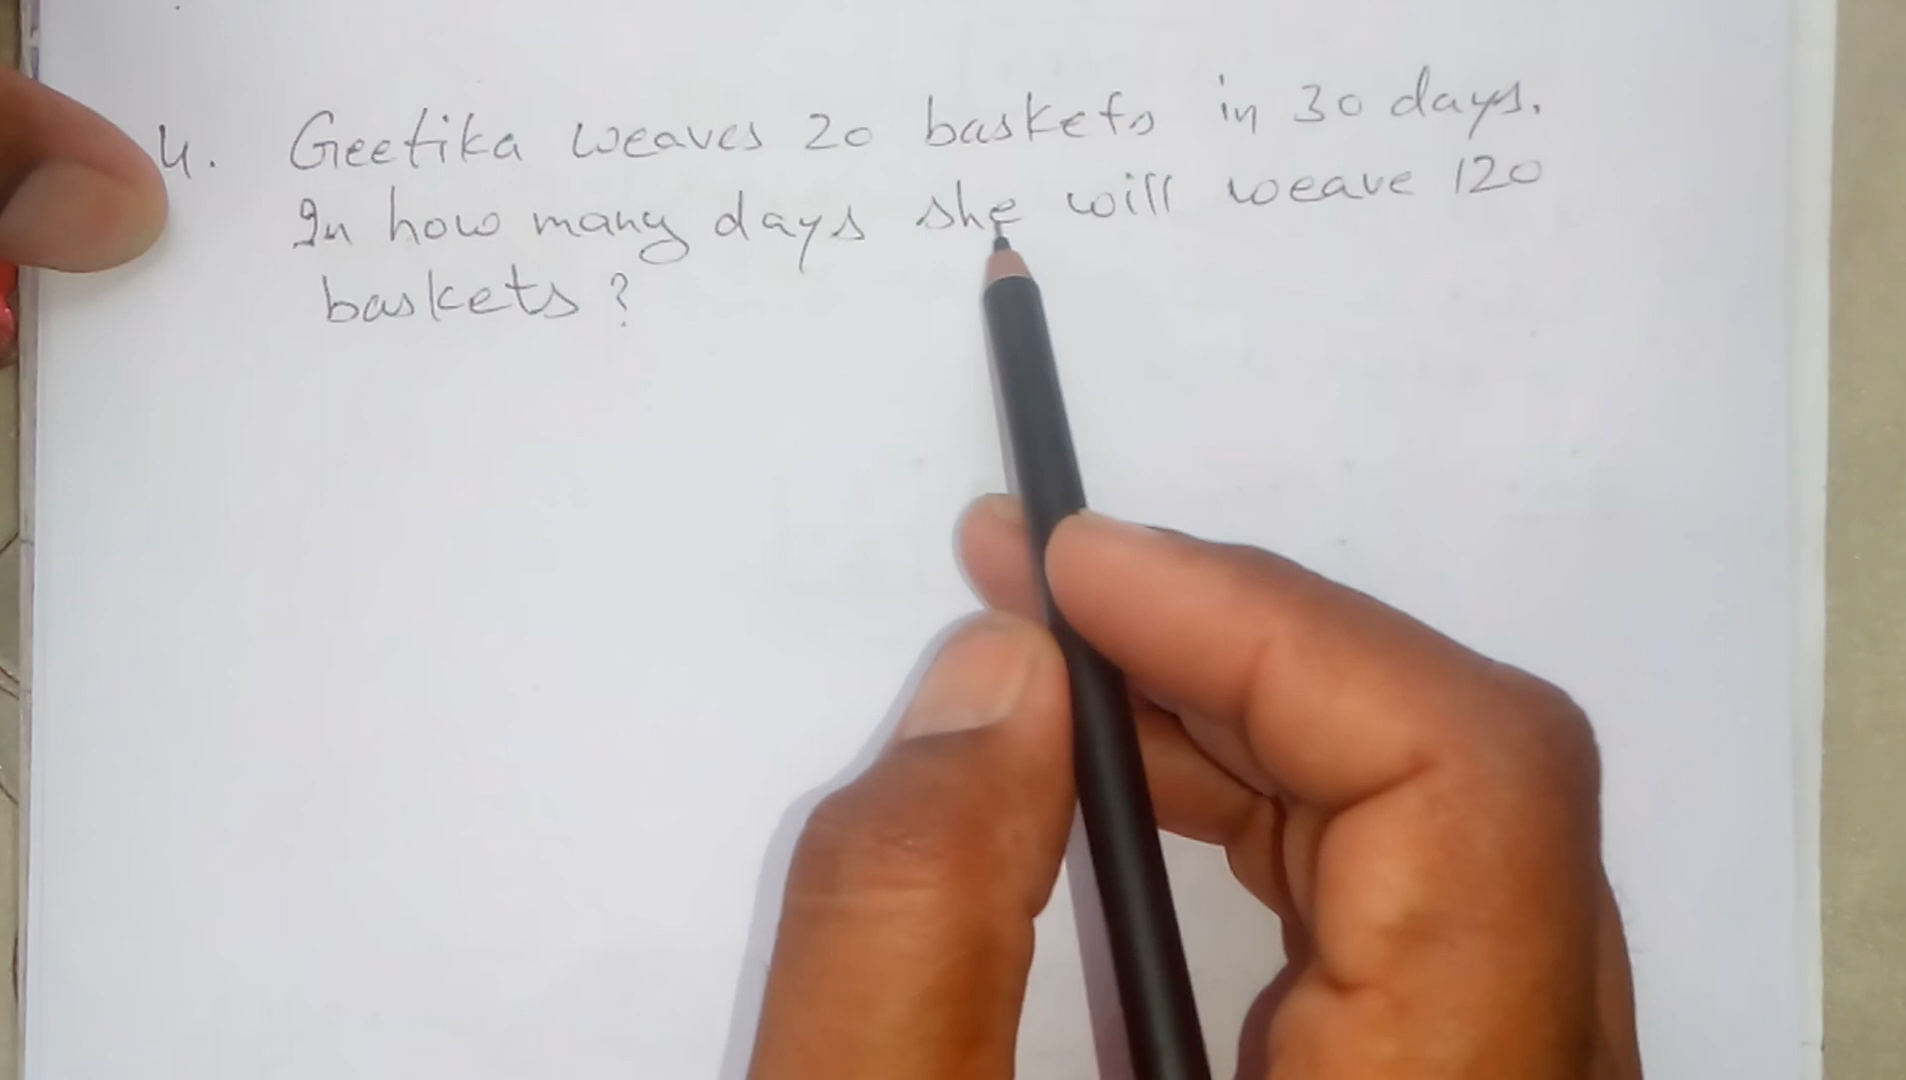 4. Geetika weaves 20 baskets in 30 days.
In how many days she will weave 120
baskets?